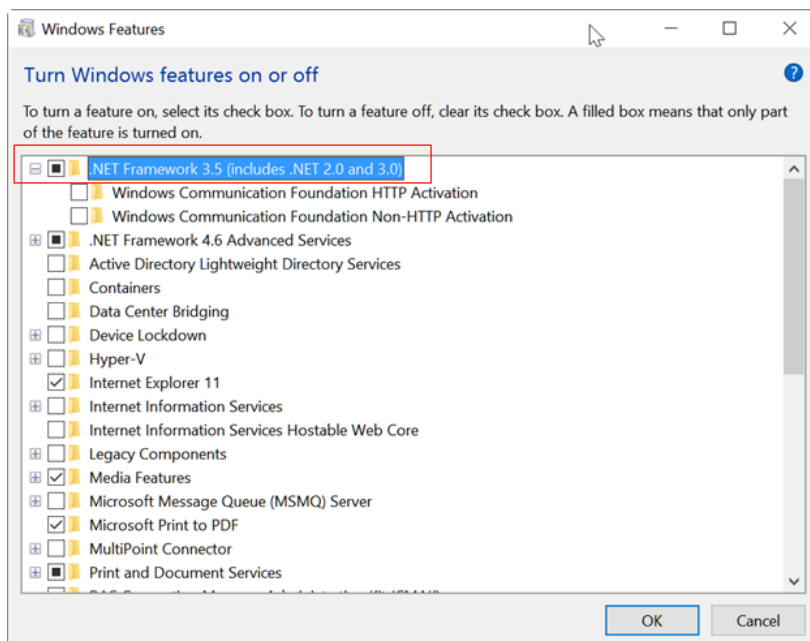 Windows Features
Turn Windows features on or off
?
To turn a feature on, select its check box. To turn a feature off, clear its check box. A filled box means that only part
of the feature is turned on.
.NET Framework 3.5 (includes .NET 2.0 and 3.0)
Windows Communication Foundation HTTP Activation
Windows Communication Foundation Non-HTTP Activation
.NET Framework 4.6 Advanced Services
Active Directory Lightweight Directory Services
Containers
Data Center Bridging
Device Lockdown
Hyper-V
Internet Explorer 11
Internet Information Services
Internet Information Services Hostable Web Core
Legacy Components
Media Features
Microsoft Message Queue (MSMQ) Server
Microsoft Print to PDF
MultiPoint Connector
Print and Document Services
OK
Cancel